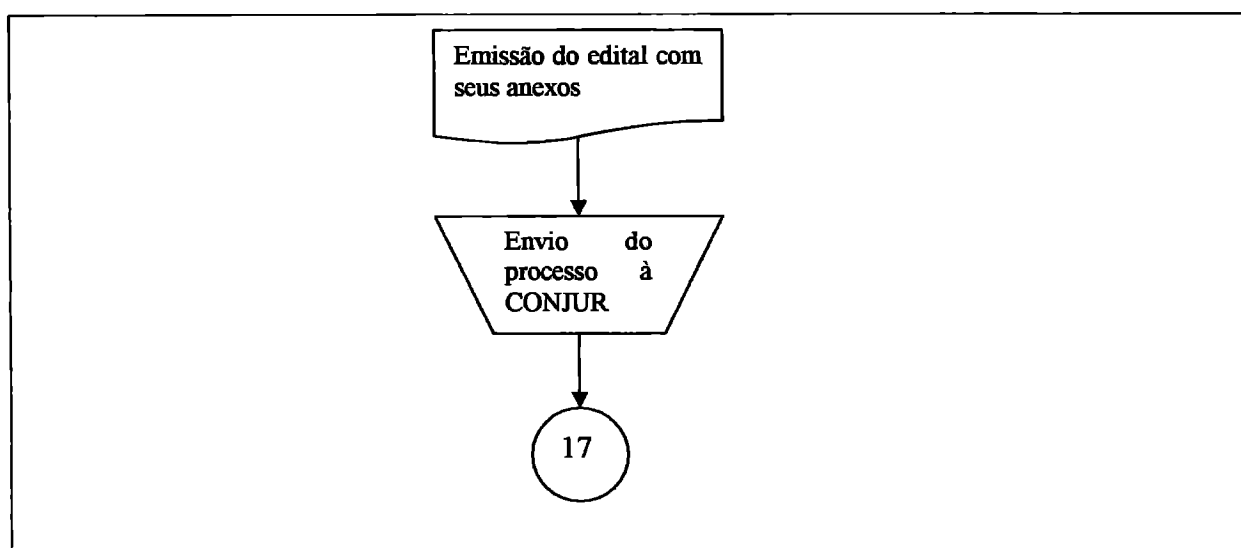 Emissão do edital com
seus anexos
Envio do
processo à
CONJUR
17